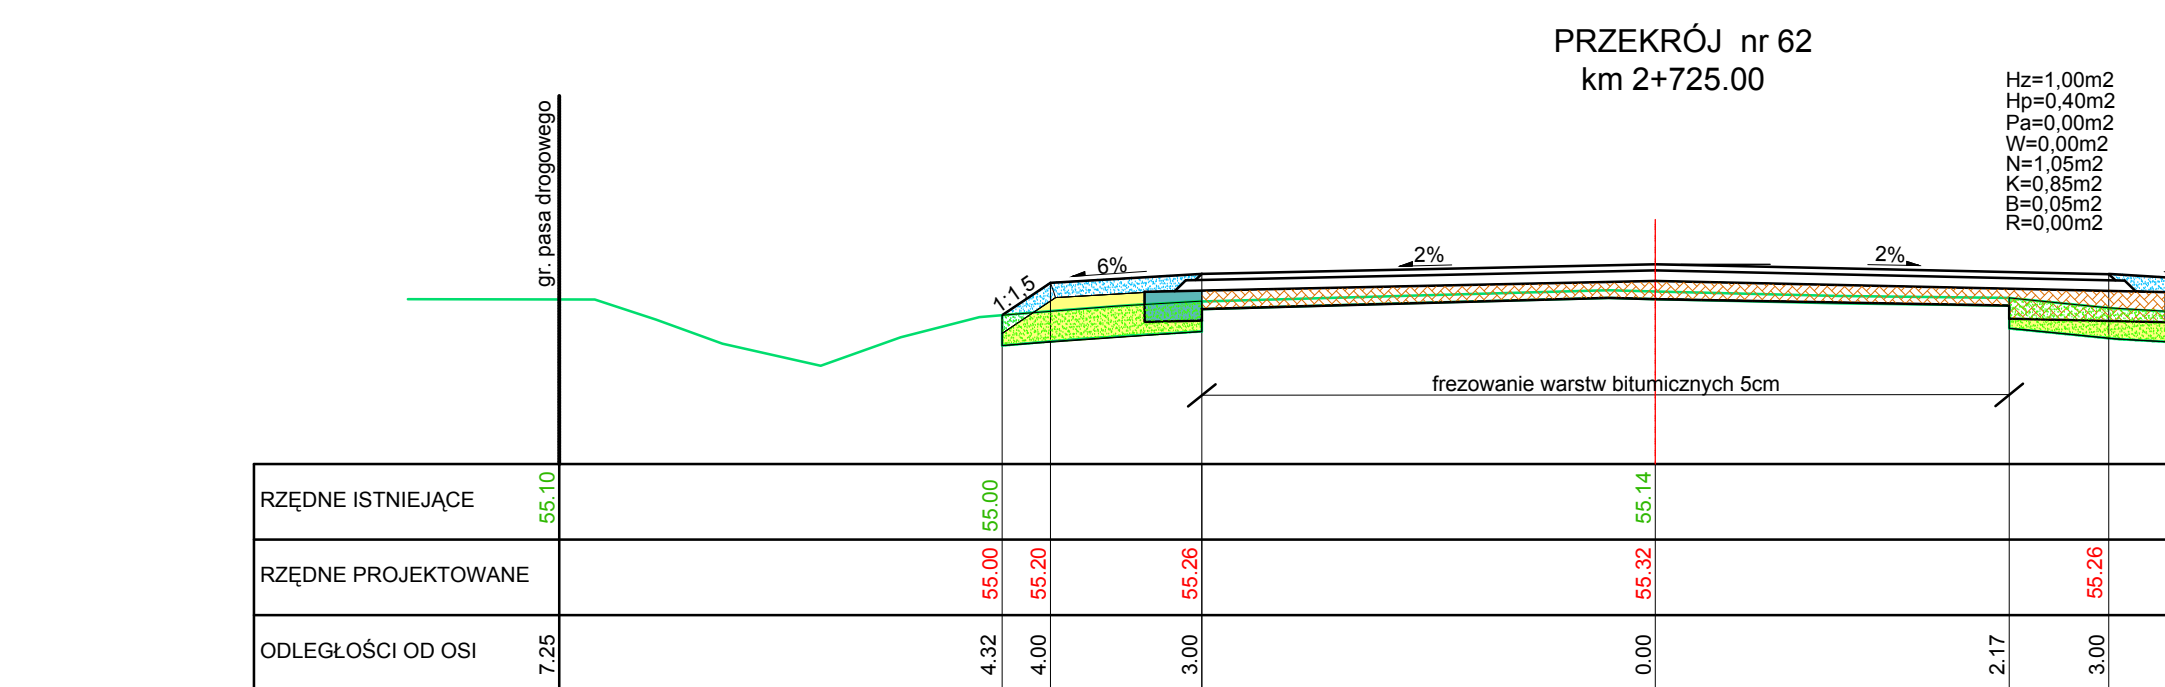 PRZEKRÓJ nr 62
km 2+725.00
Hz=1,00m2
Hp=0,40m2
Pa=0,00m2
W=0,00m2
N=1,05m2
K=0,85m2
B=0,05m2
R=0,00m2
gr. pasa drogowego
1:1,5
6%
2%
2%
frezowanie warstw bitumicznych 5cm
RZĘDNE ISTNIEJĄCE 55.10 55.00 55.14
RZĘDNE PROJEKTOWANE 55.00 55.20 55.26 55.32 55.26
ODLEGŁOŚCI OD OSI 7.25 4.32 4.00 3.00 0.00 2.17 3.00